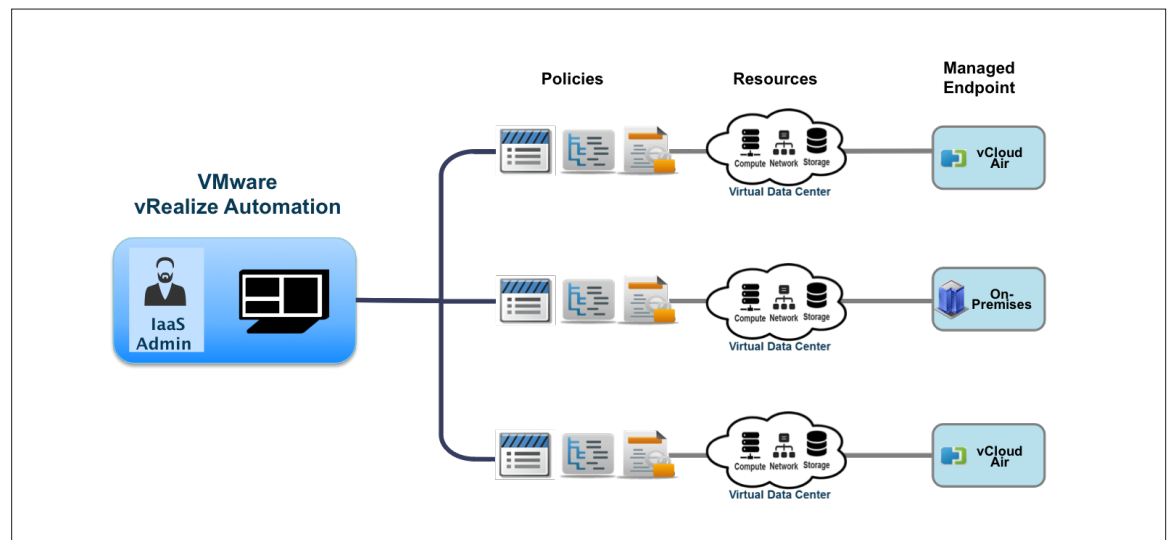 Policies
Resources
Managed
Endpoint
VMware
vRealize Automation
IaaS
Admin
Compute Network Storage
Virtual Data Center
vCloud
Air
Compute Network Storage
Virtual Data Center
On-
Premises
Compute Network Storage
Virtual Data Center
vCloud
Air